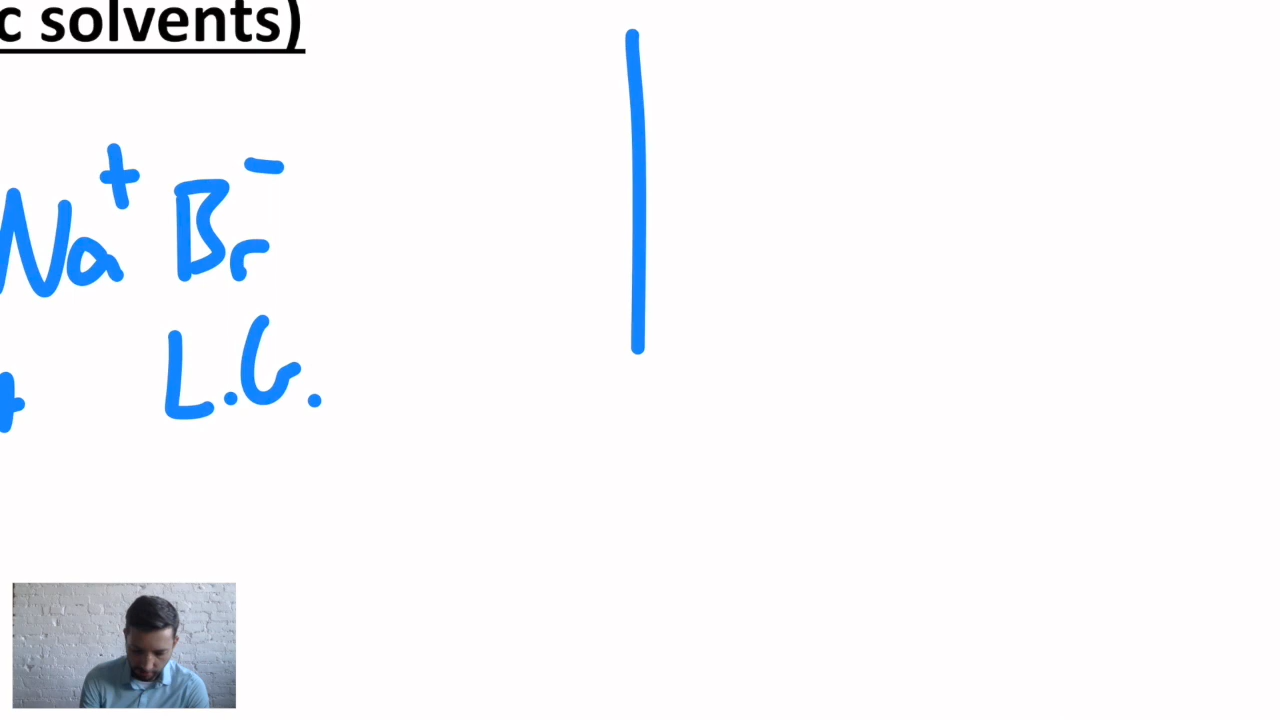 c solvents)
Na⁺ Br⁻
L.G.